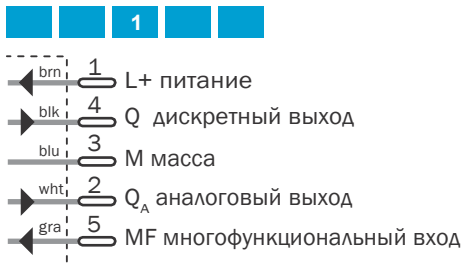 1
brn 1 L+ питание
blk 4 Q дискретный выход
blu 3 M масса
wht 2 QA аналоговый выход
gra 5 MF многофункциональный вход